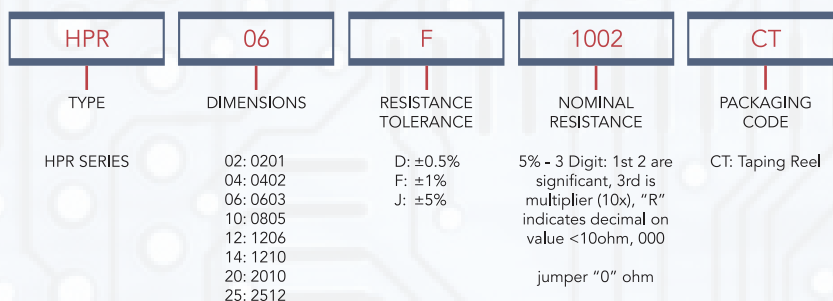 HPR
06
F
1002
CT
TYPE
DIMENSIONS
RESISTANCE
TOLERANCE
NOMINAL
RESISTANCE
PACKAGING
CODE
HPR SERIES
02: 0201
04: 0402
06: 0603
10: 0805
12: 1206
14: 1210
20: 2010
25: 2512
D: ±0.5%
F: ±1%
J: ±5%
5% - 3 Digit: 1st 2 are
significant, 3rd is
multiplier (10x), “R”
indicates decimal on
value <10ohm, 000
jumper “0” ohm
CT: Taping Reel